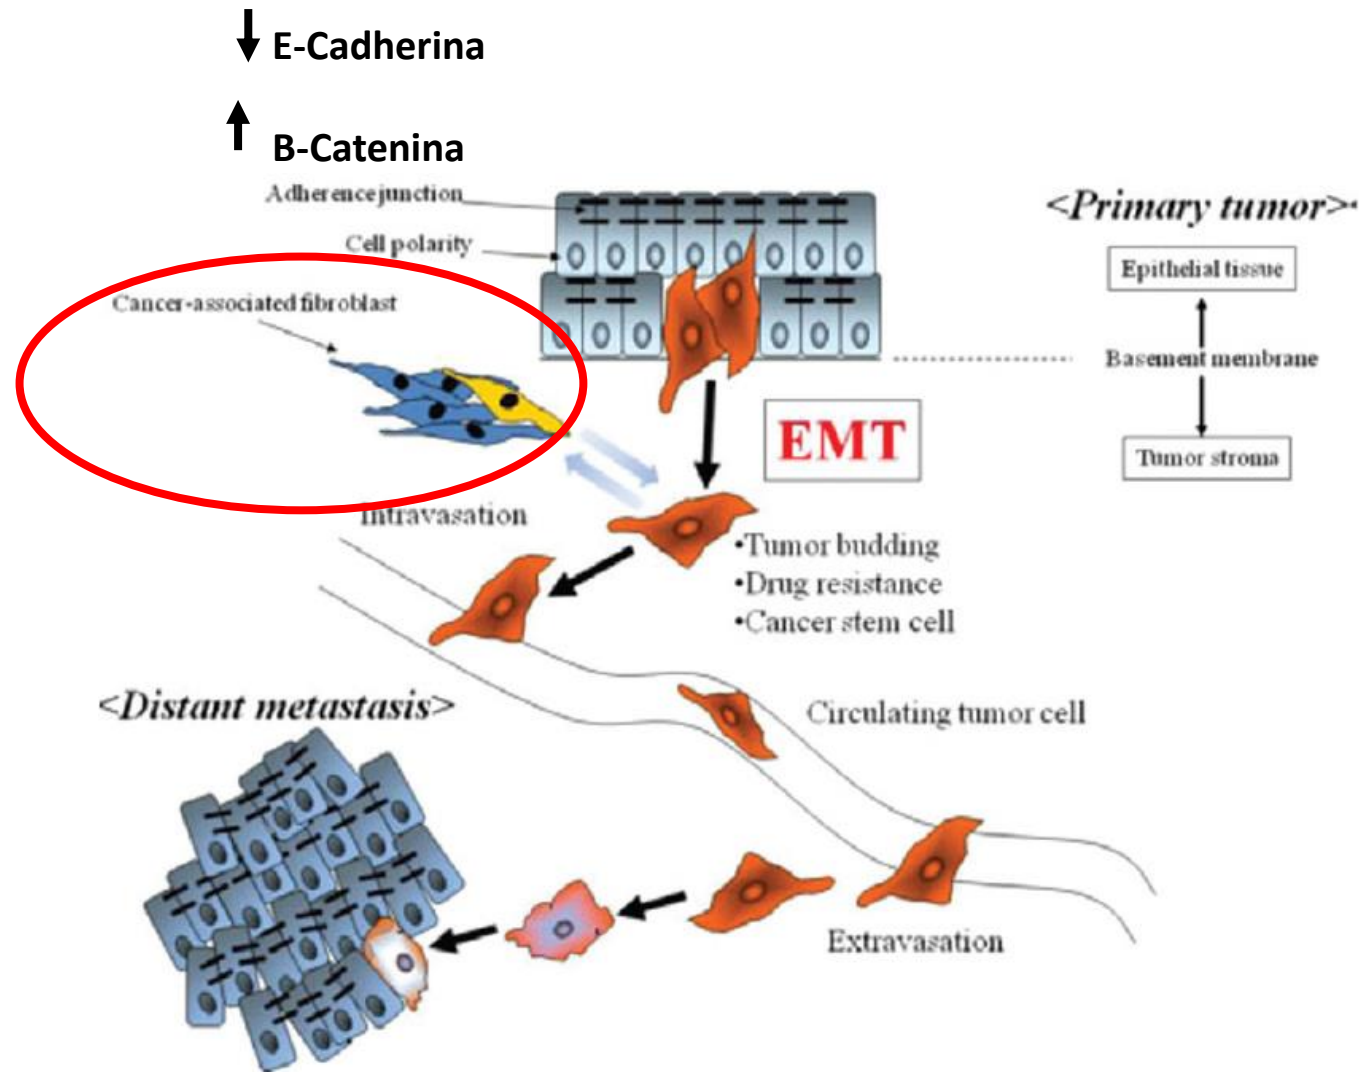 E-Cadherina
B-Catenina
Adherence junction
Cell polarity
Cancer-associated fibroblast
<Primary tumor>
Epithelial tissue
Basement membrane
Tumor stroma
EMT
Intravasation
•Tumor budding
•Drug resistance
•Cancer stem cell
<Distant metastasis>
Circulating tumor cell
Extravasation